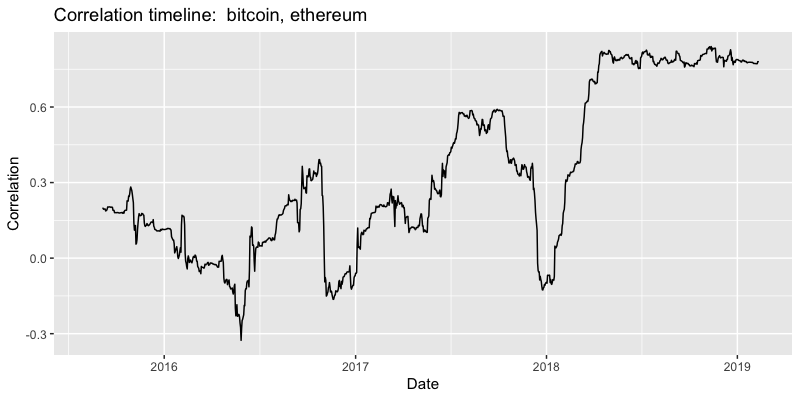 Correlation timeline:  bitcoin, ethereum
Correlation
0.6
0.3
0.0
-0.3
2016 2017 2018 2019
Date